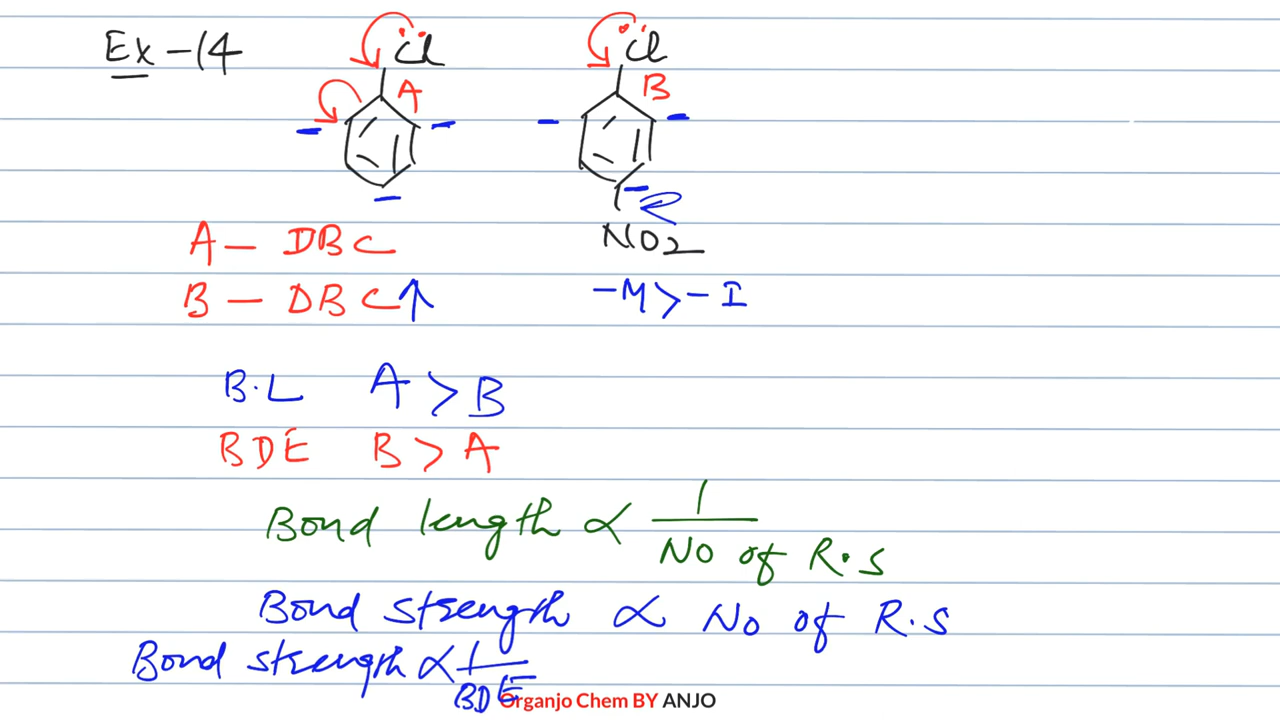 Ex-14
Cl Cl
A B
NO2
A - DBC
B - DBC↑ -M > -I
B.L A > B
BDE B > A
Bond length ∝ 1/No of R.S
Bond strength ∝ No of R.S
Bond strength ∝ 1/BDE
Organjo Chem BY ANJO